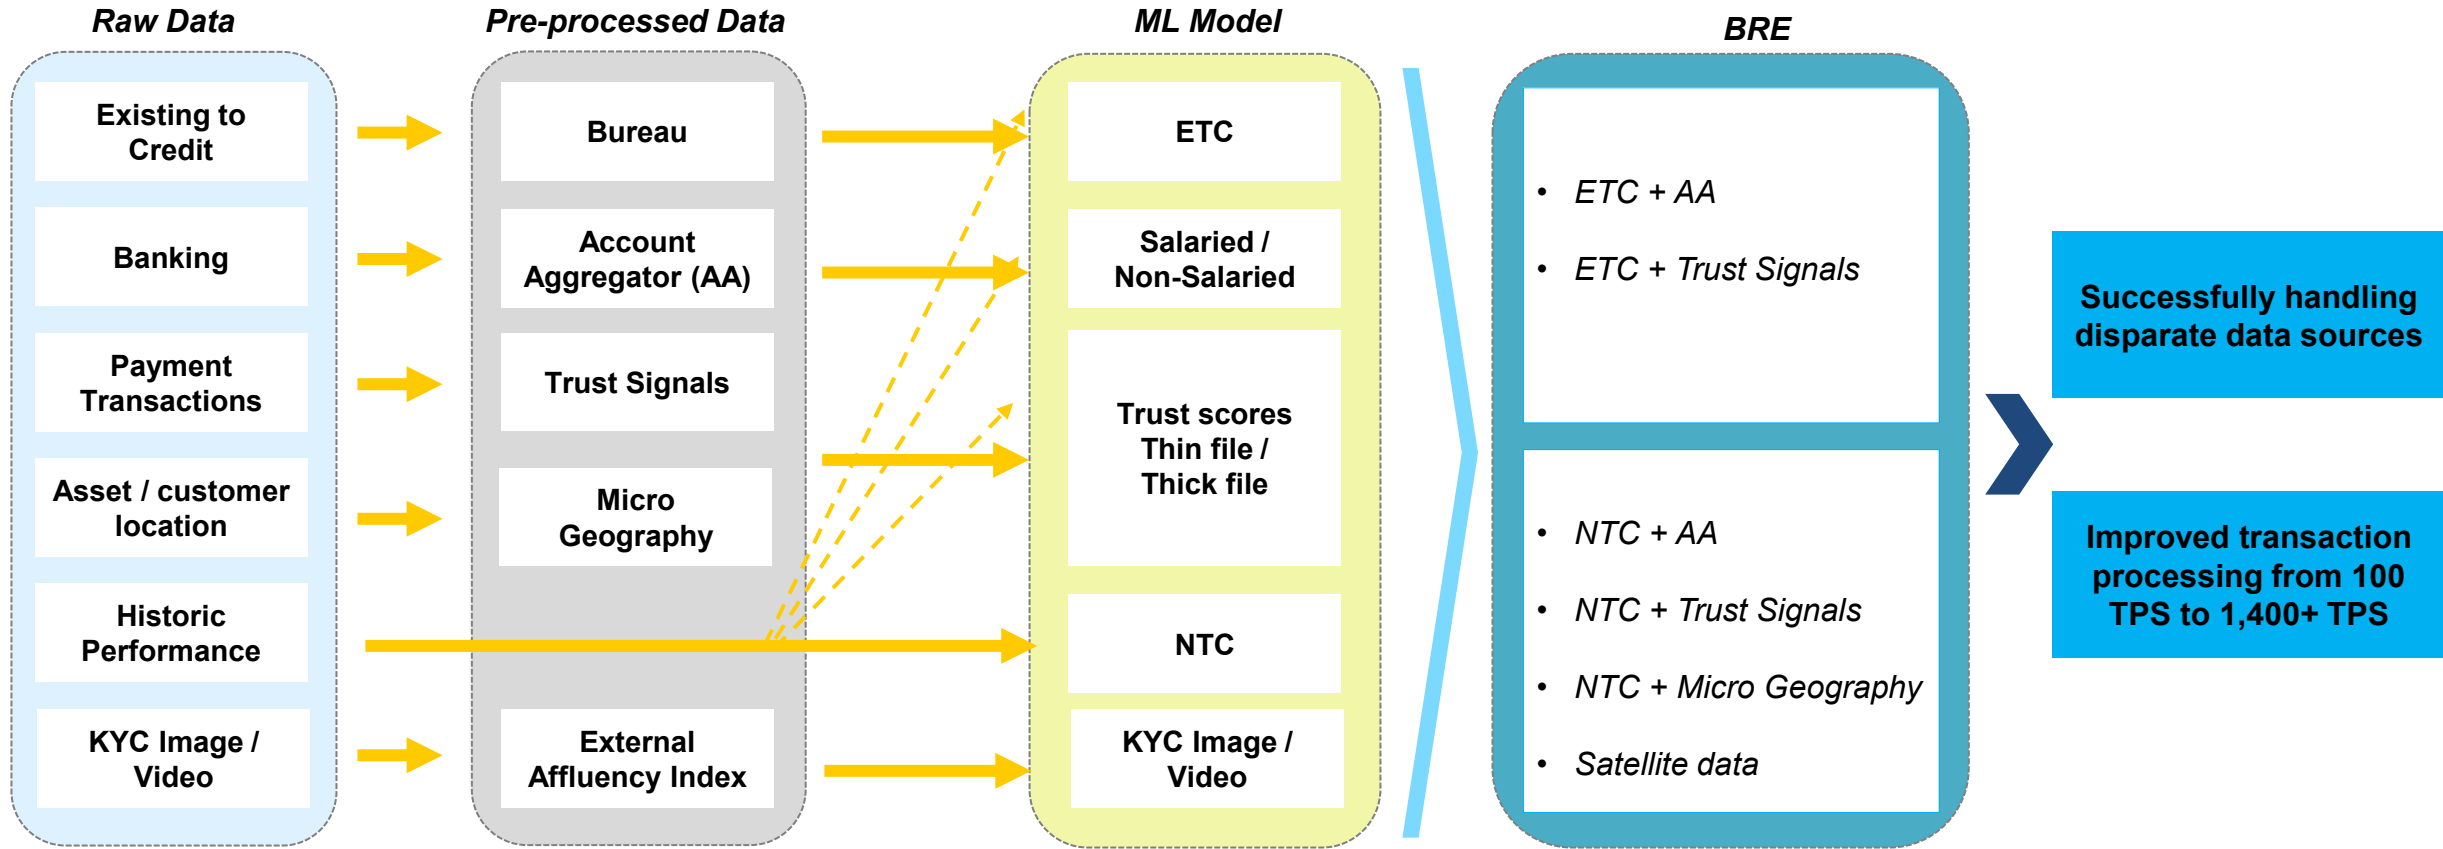 Raw Data
Existing to
Credit
Banking
Payment
Transactions
Asset / customer
location
Historic
Performance
KYC Image /
Video
Pre-processed Data
Bureau
Account
Aggregator (AA)
Trust Signals
Micro
Geography
External
Affluency Index
ML Model
ETC
Salaried /
Non-Salaried
Trust scores
Thin file /
Thick file
NTC
KYC Image /
Video
BRE
• ETC + AA
• ETC + Trust Signals
• NTC + AA
• NTC + Trust Signals
• NTC + Micro Geography
• Satellite data
Successfully handling
disparate data sources
Improved transaction
processing from 100
TPS to 1,400+ TPS